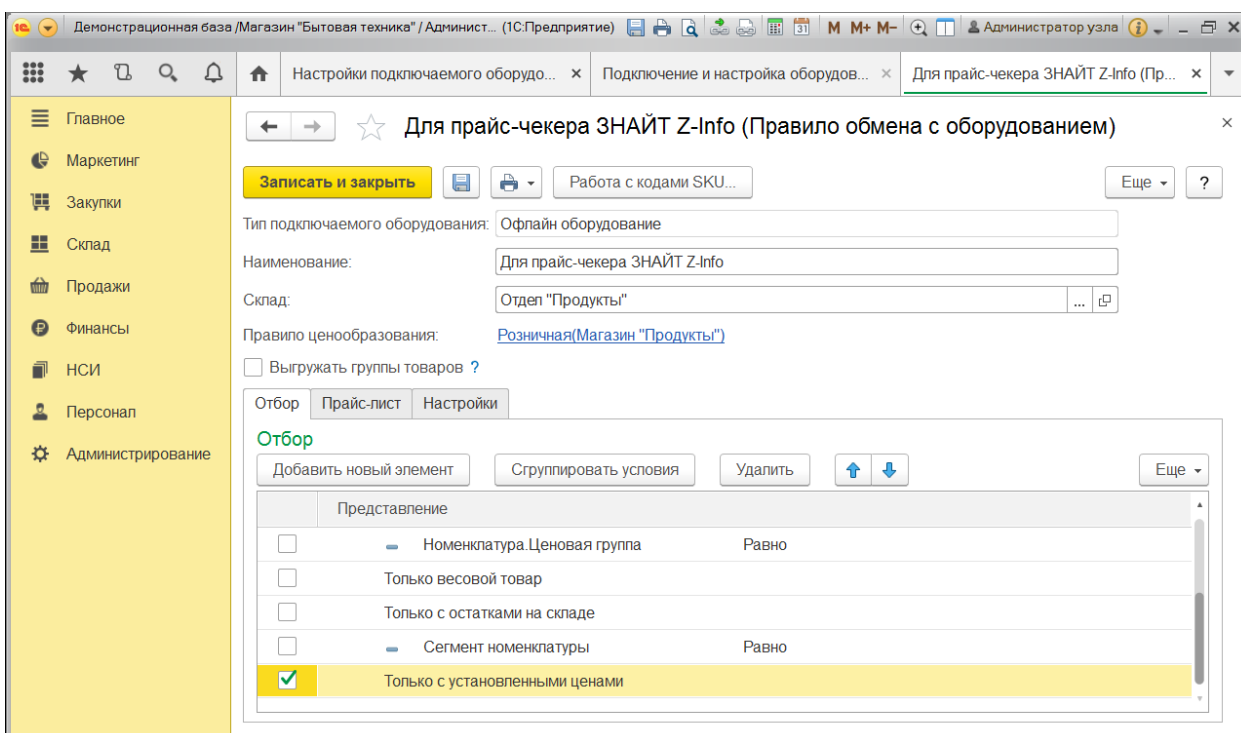 1С Демонстрационная база /Магазин "Бытовая техника" / Админист... (1С:Предприятие) 31 M M+ M- Администратор узла
Настройки подключаемого оборудо... × Подключение и настройка оборудов... × Для прайс-чекера ЗНАЙТ Z-Info (Пр... ×
Главное
Маркетинг
Закупки
Склад
Продажи
Финансы
НСИ
Персонал
Администрирование
Для прайс-чекера ЗНАЙТ Z-Info (Правило обмена с оборудованием)
Записать и закрыть Работа с кодами SKU... Еще ?
Тип подключаемого оборудования: Офлайн оборудование
Наименование: Для прайс-чекера ЗНАЙТ Z-Info
Склад: Отдел "Продукты" ...
Правило ценообразования: Розничная(Магазин "Продукты")
Выгружать группы товаров ?
Отбор Прайс-лист Настройки
Отбор
Добавить новый элемент Сгруппировать условия Удалить Еще
Представление
Номенклатура.Ценовая группа Равно
Только весовой товар
Только с остатками на складе
Сегмент номенклатуры Равно
Только с установленными ценами